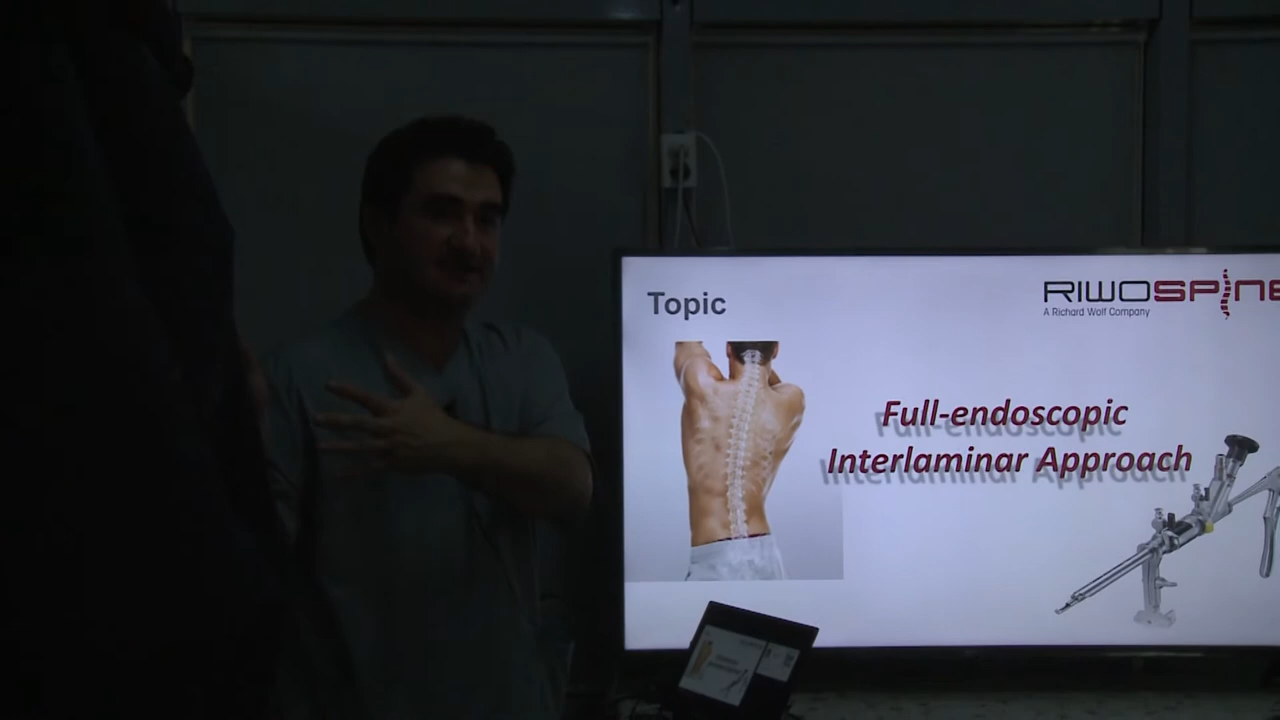 Topic
RIWOSPINE
A Richard Wolf Company
Full-endoscopic
Interlaminar Approach